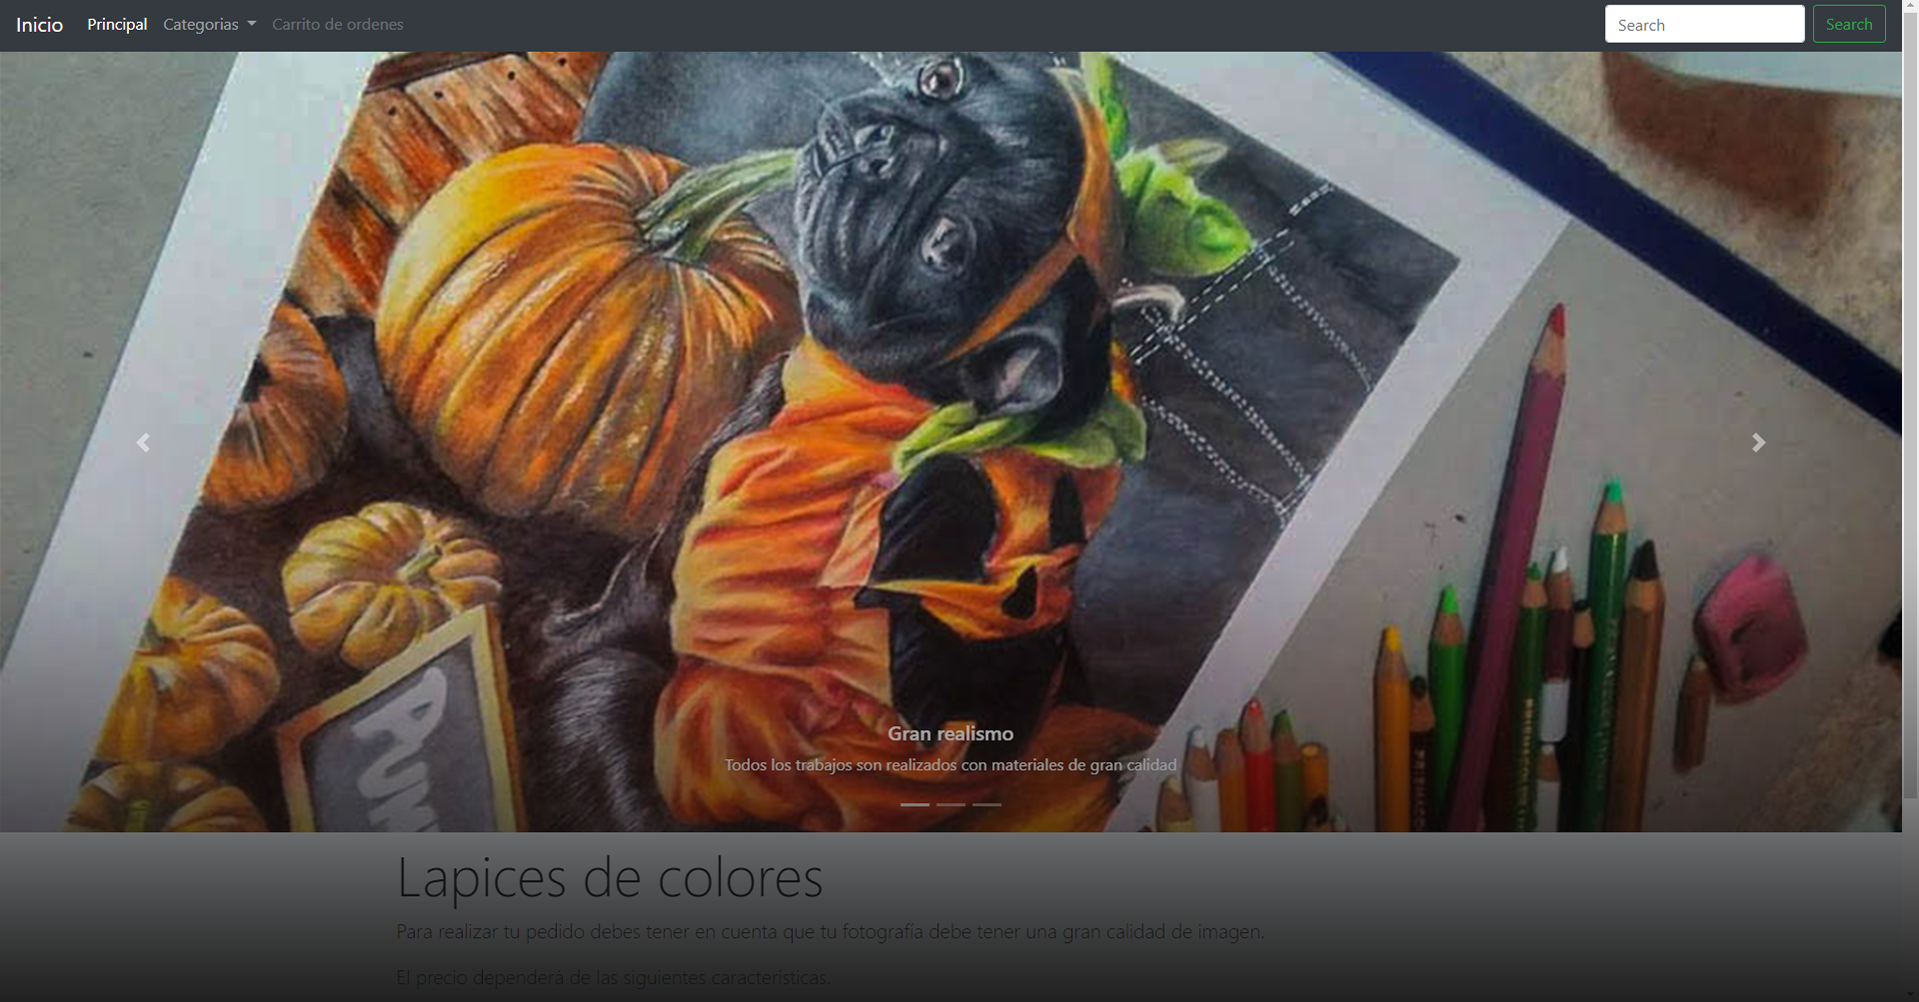 Inicio Principal Categorias Carrito de ordenes Search Search
Gran realismo
Todos los trabajos son realizados con materiales de gran calidad
Lapices de colores
Para realizar tu pedido debes tener en cuenta que tu fotografía debe tener una gran calidad de imagen.
El precio dependerá de las siguientes características.